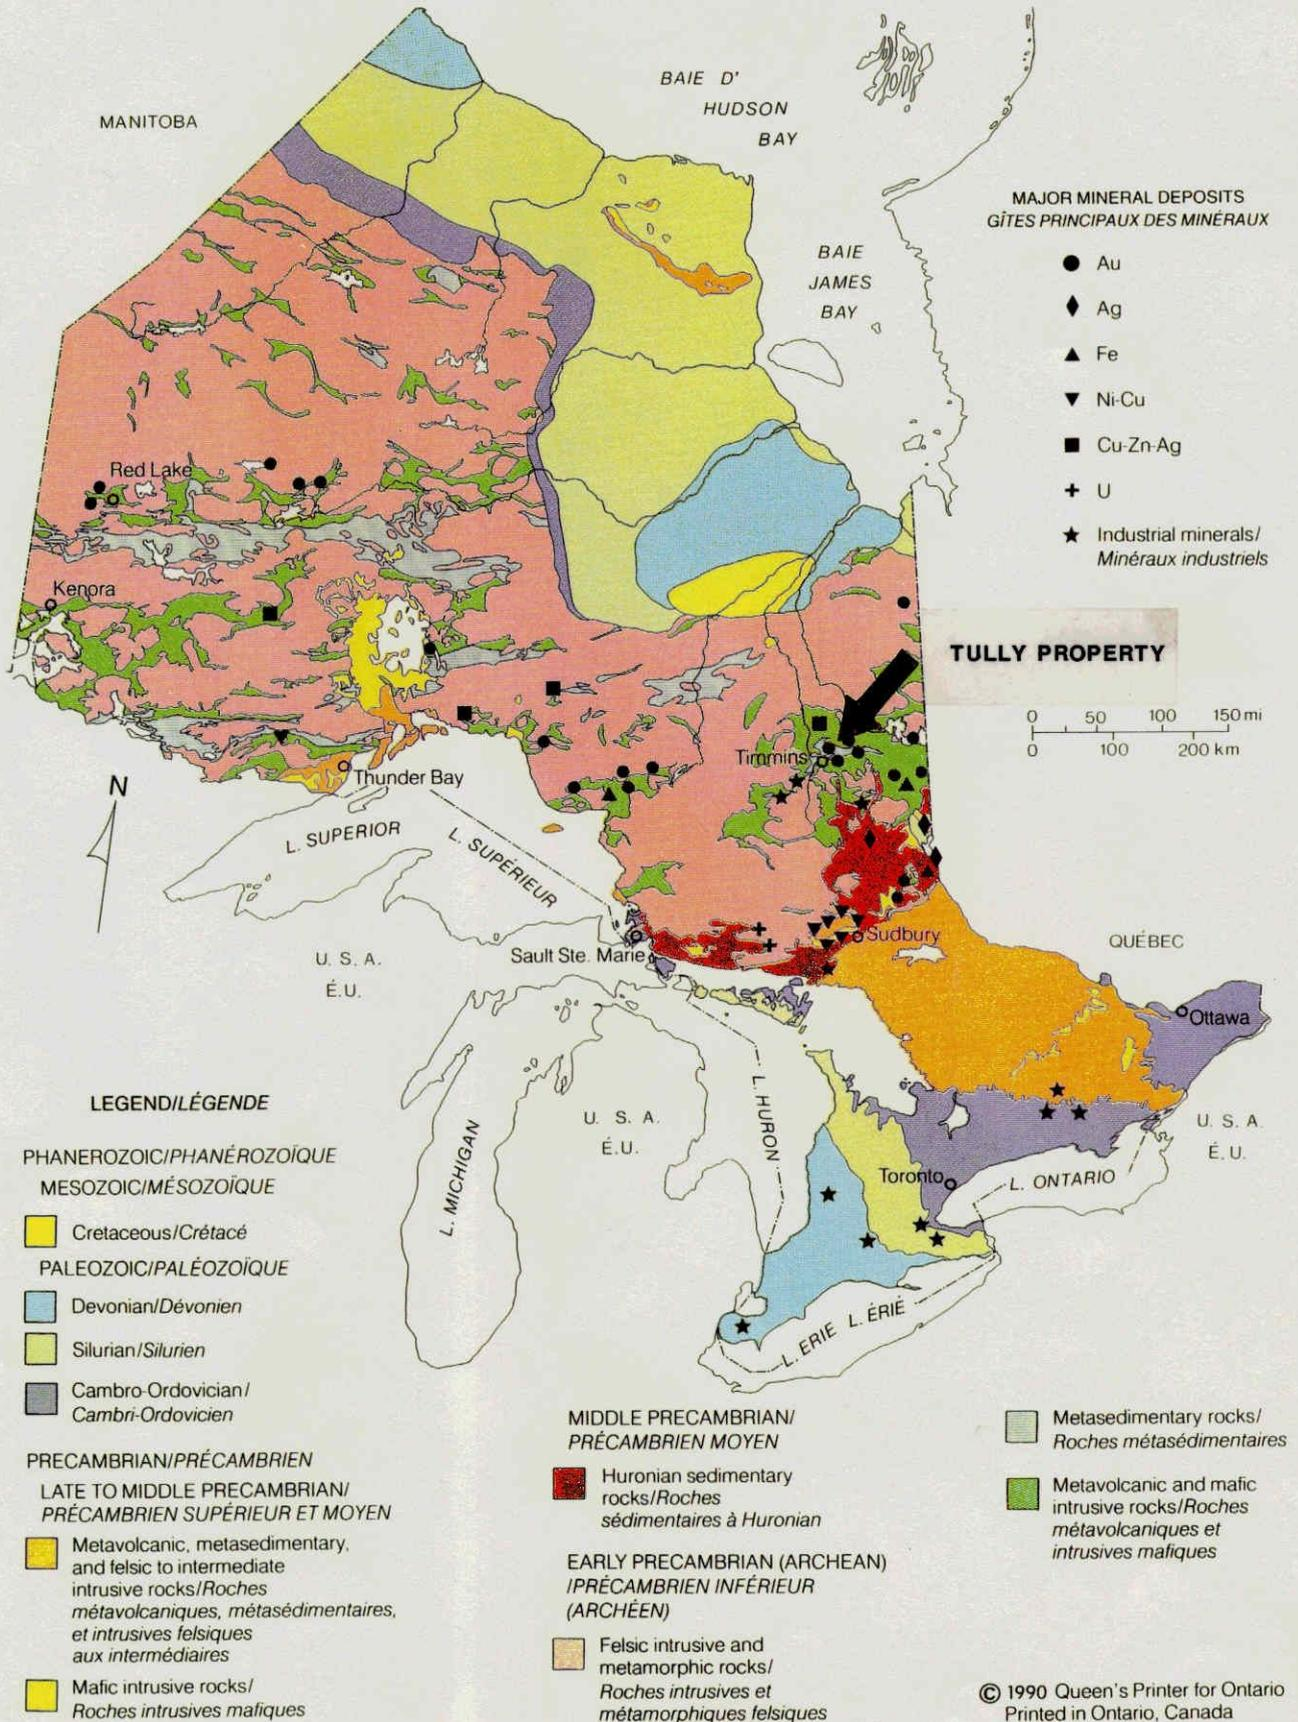 BAIE D'
HUDSON
BAY
MANITOBA
MAJOR MINERAL DEPOSITS
GÎTES PRINCIPAUX DES MINÉRAUX
Au
Ag
Fe
Ni-Cu
Cu-Zn-Ag
U
Industrial minerals/
Minéraux industriels
BAIE
JAMES
BAY
Red Lake
Kenora
TULLY PROPERTY
0 50 100 150 mi
0 100 200 km
Timmins
Thunder Bay
N
L. SUPERIOR
L. SUPÉRIEUR
Sudbury
Sault Ste. Marie
QUÉBEC
U. S. A.
É.U.
Ottawa
L. HURON
U. S. A.
É.U.
U. S. A.
É.U.
L. MICHIGAN
Toronto
L. ONTARIO
L. ERIE L. ÉRIÉ
LEGEND/LÉGENDE
PHANEROZOIC/PHANÉROZOÏQUE
MESOZOIC/MÉSOZOÏQUE
Cretaceous/Crétacé
PALEOZOIC/PALÉOZOÏQUE
Devonian/Dévonien
Silurian/Silurien
Cambro-Ordovician/
Cambri-Ordovicien
PRECAMBRIAN/PRÉCAMBRIEN
LATE TO MIDDLE PRECAMBRIAN/
PRÉCAMBRIEN SUPÉRIEUR ET MOYEN
Metavolcanic, metasedimentary,
and felsic to intermediate
intrusive rocks/Roches
métavolcaniques, métasédimentaires,
et intrusives felsiques
aux intermédiaires
Mafic intrusive rocks/
Roches intrusives mafiques
MIDDLE PRECAMBRIAN/
PRÉCAMBRIEN MOYEN
Huronian sedimentary
rocks/Roches
sédimentaires à Huronian
EARLY PRECAMBRIAN (ARCHEAN)
/PRÉCAMBRIEN INFÉRIEUR
(ARCHÉEN)
Felsic intrusive and
metamorphic rocks/
Roches intrusives et
métamorphiques felsiques
Metasedimentary rocks/
Roches métasédimentaires
Metavolcanic and mafic
intrusive rocks/Roches
métavolcaniques et
intrusives mafiques
© 1990 Queen's Printer for Ontario
Printed in Ontario, Canada